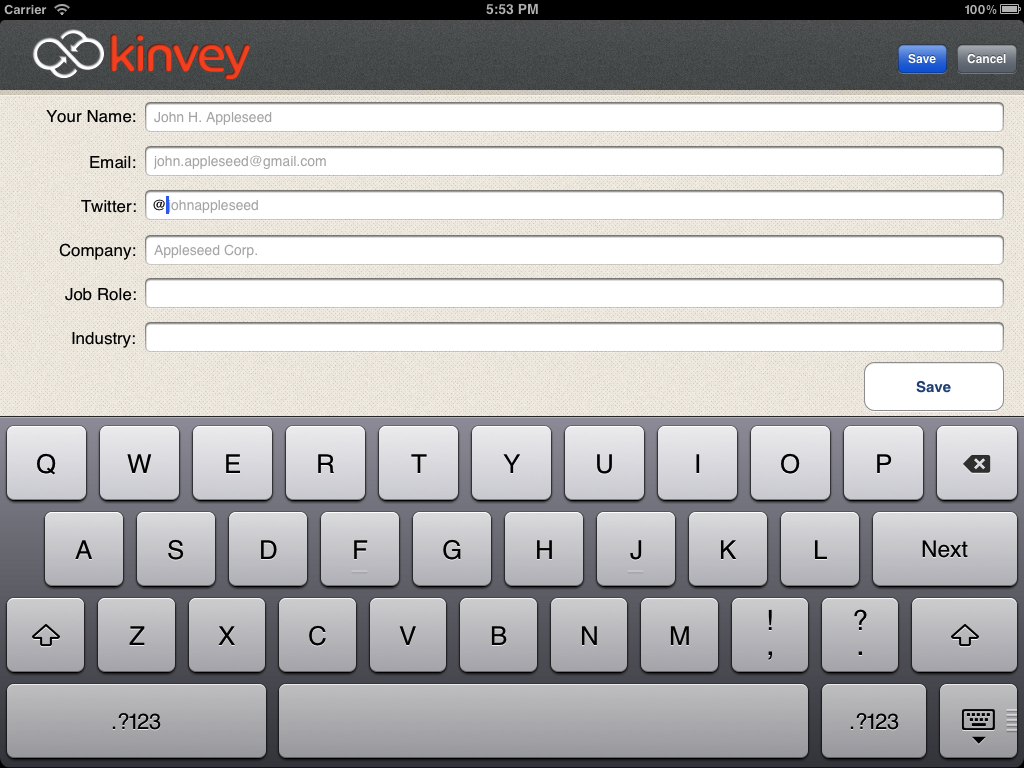 Carrier 5:53 PM 100%
kinvey Save Cancel
Your Name: John H. Appleseed
Email: john.appleseed@gmail.com
Twitter: @johnappleseed
Company: Appleseed Corp.
Job Role:
Industry:
Save
Q W E R T Y U I O P
A S D F G H J K L Next
Z X C V B N M ! , ? .
.?123 .?123